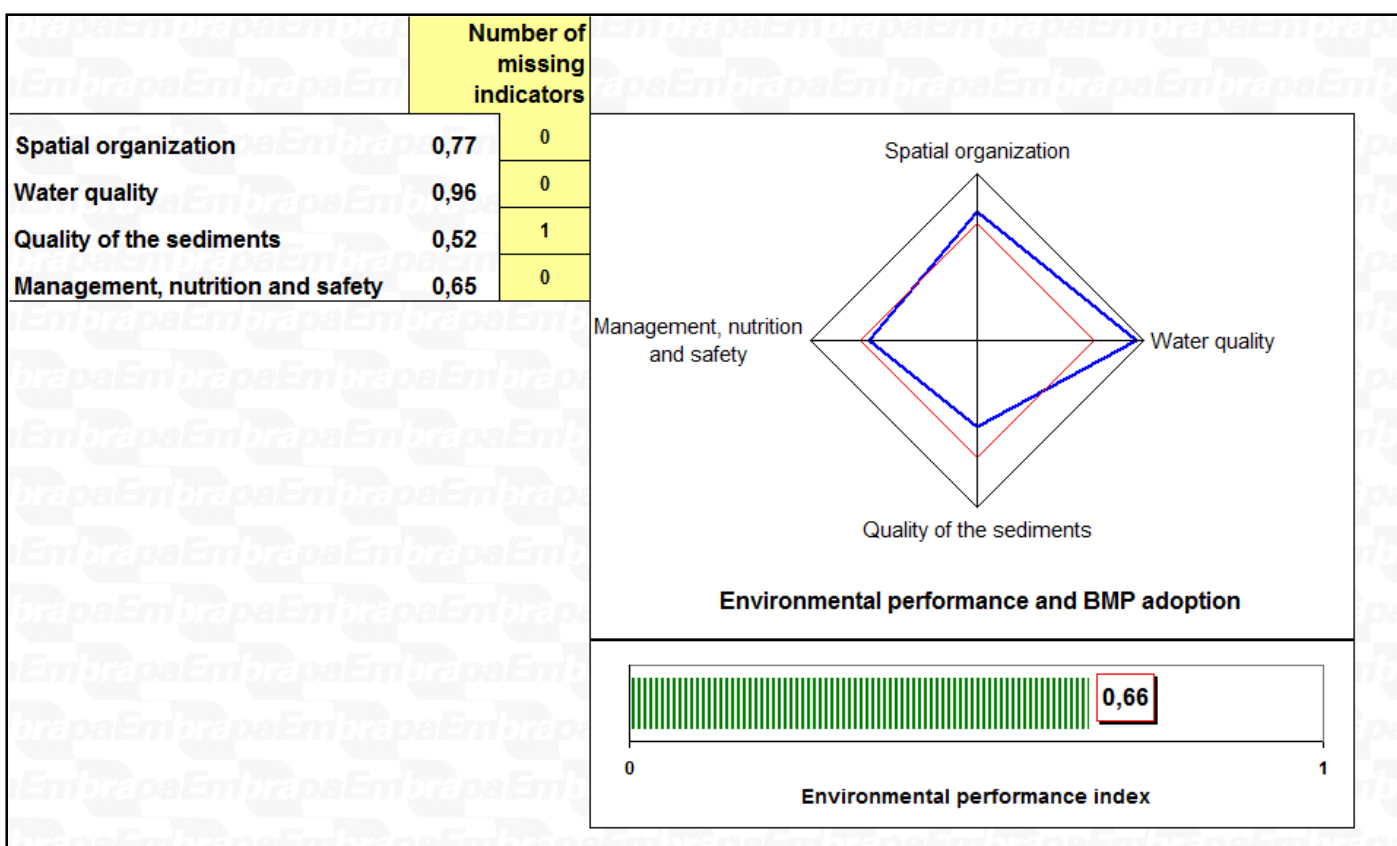 Number of
missing
indicators
Spatial organization 0,77 0
Water quality 0,96 0
Quality of the sediments 0,52 1
Management, nutrition and safety 0,65 0
Spatial organization
Management, nutrition
and safety
Water quality
Quality of the sediments
Environmental performance and BMP adoption
0,66
0 1
Environmental performance index